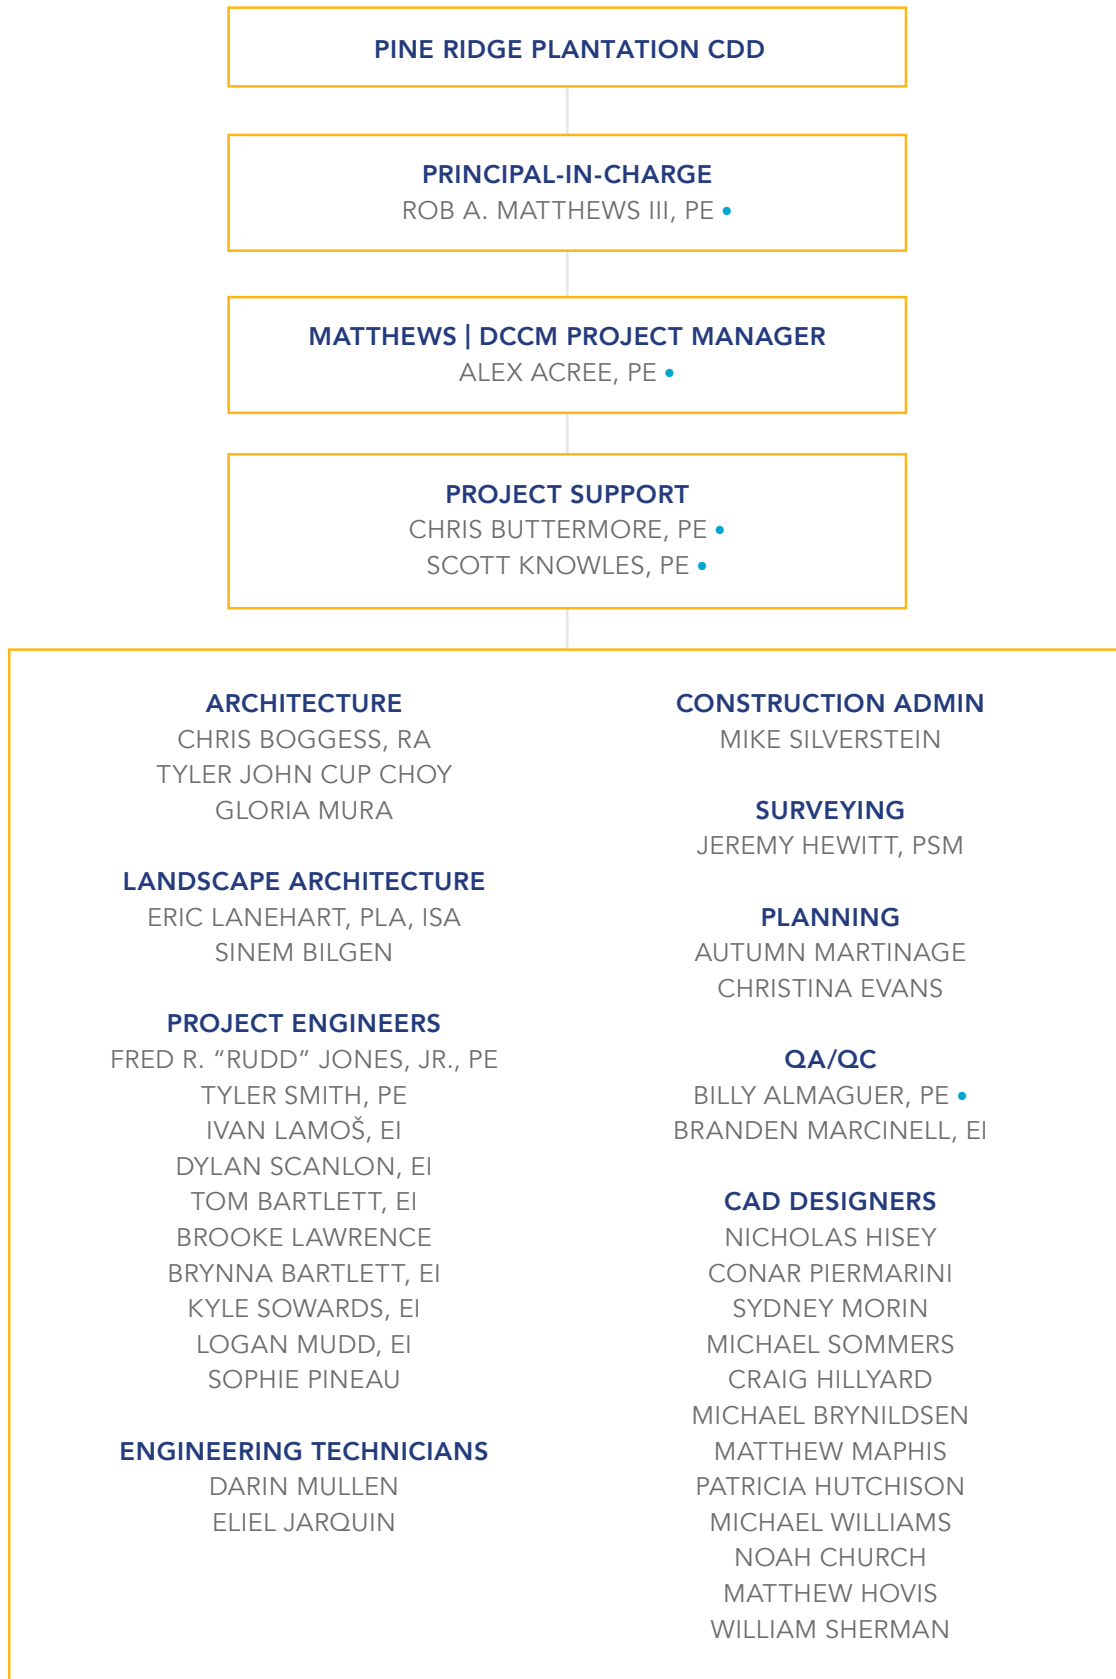 PINE RIDGE PLANTATION CDD
PRINCIPAL-IN-CHARGE
ROB A. MATTHEWS III, PE •
MATTHEWS | DCCM PROJECT MANAGER
ALEX ACREE, PE •
PROJECT SUPPORT
CHRIS BUTTERMORE, PE •
SCOTT KNOWLES, PE •
ARCHITECTURE
CHRIS BOGGESS, RA
TYLER JOHN CUP CHOY
GLORIA MURA
LANDSCAPE ARCHITECTURE
ERIC LANEHART, PLA, ISA
SINEM BILGEN
PROJECT ENGINEERS
FRED R. “RUDD” JONES, JR., PE
TYLER SMITH, PE
IVAN LAMOŠ, EI
DYLAN SCANLON, EI
TOM BARTLETT, EI
BROOKE LAWRENCE
BRYNNA BARTLETT, EI
KYLE SOWARDS, EI
LOGAN MUDD, EI
SOPHIE PINEAU
ENGINEERING TECHNICIANS
DARIN MULLEN
ELIEL JARQUIN
CONSTRUCTION ADMIN
MIKE SILVERSTEIN
SURVEYING
JEREMY HEWITT, PSM
PLANNING
AUTUMN MARTINAGE
CHRISTINA EVANS
QA/QC
BILLY ALMAGUER, PE •
BRANDEN MARCINELL, EI
CAD DESIGNERS
NICHOLAS HISEY
CONAR PIERMARINI
SYDNEY MORIN
MICHAEL SOMMERS
CRAIG HILLYARD
MICHAEL BRYNILDSEN
MATTHEW MAPHIS
PATRICIA HUTCHISON
MICHAEL WILLIAMS
NOAH CHURCH
MATTHEW HOVIS
WILLIAM SHERMAN